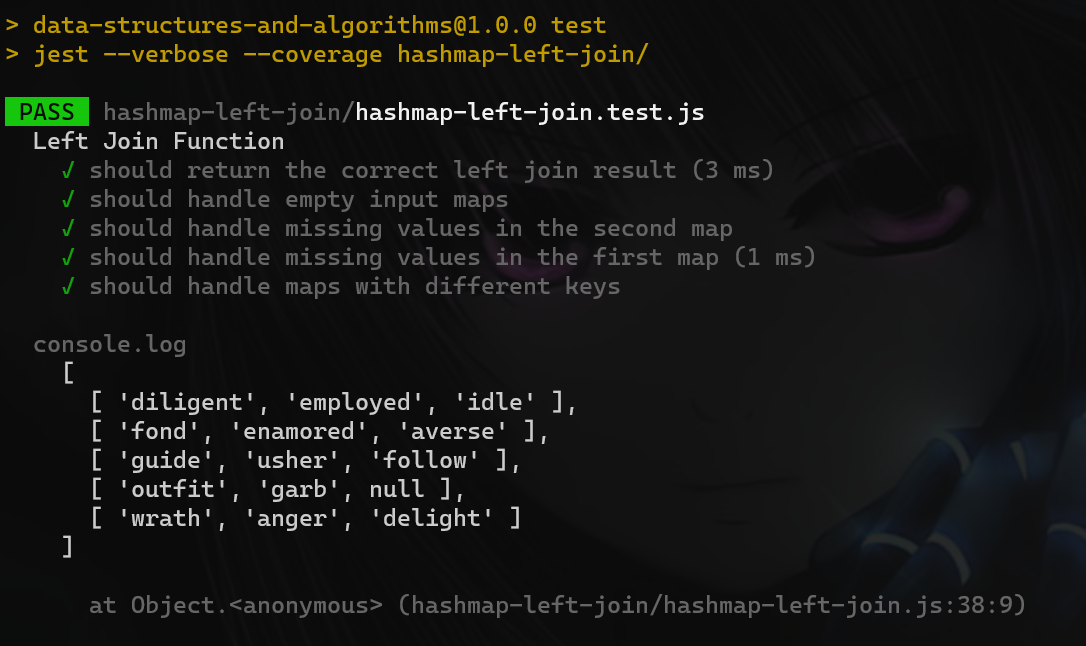 > data-structures-and-algorithms@1.0.0 test
> jest --verbose --coverage hashmap-left-join/
PASS hashmap-left-join/hashmap-left-join.test.js
Left Join Function
√ should return the correct left join result (3 ms)
√ should handle empty input maps
√ should handle missing values in the second map
√ should handle missing values in the first map (1 ms)
√ should handle maps with different keys
console.log
[
[ 'diligent', 'employed', 'idle' ],
[ 'fond', 'enamored', 'averse' ],
[ 'guide', 'usher', 'follow' ],
[ 'outfit', 'garb', null ],
[ 'wrath', 'anger', 'delight' ]
]
at Object.<anonymous> (hashmap-left-join/hashmap-left-join.js:38:9)